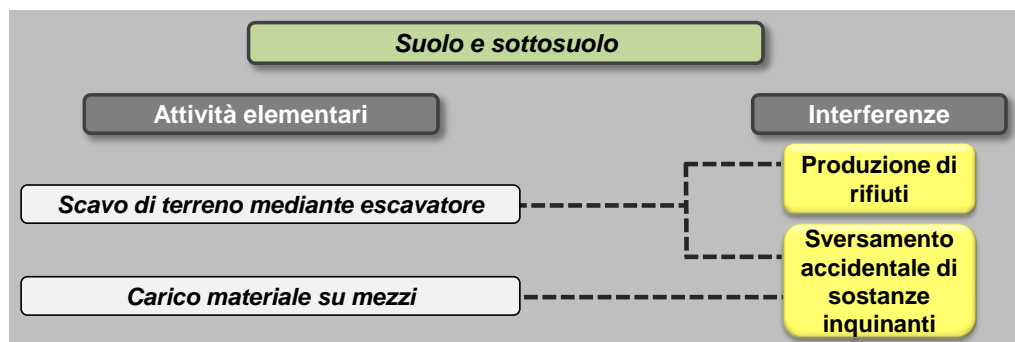 Suolo e sottosuolo
Attività elementari
Interferenze
Produzione di
rifiuti
Scavo di terreno mediante escavatore
Sversamento
accidentale di
sostanze
inquinanti
Carico materiale su mezzi